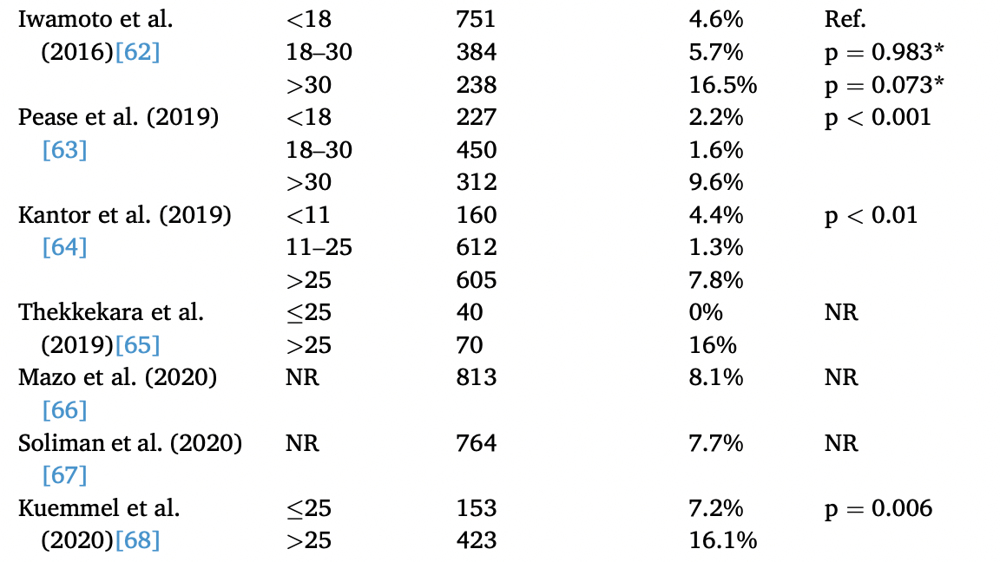 Iwamoto et al. <18 751 4.6% Ref.
(2016)[62] 18–30 384 5.7% p = 0.983*
>30 238 16.5% p = 0.073*
Pease et al. (2019) <18 227 2.2% p < 0.001
[63] 18–30 450 1.6%
>30 312 9.6%
Kantor et al. (2019) <11 160 4.4% p < 0.01
[64] 11–25 612 1.3%
>25 605 7.8%
Thekkekara et al. ≤25 40 0% NR
(2019)[65] >25 70 16%
Mazo et al. (2020) NR 813 8.1% NR
[66]
Soliman et al. (2020) NR 764 7.7% NR
[67]
Kuemmel et al. ≤25 153 7.2% p = 0.006
(2020)[68] >25 423 16.1%